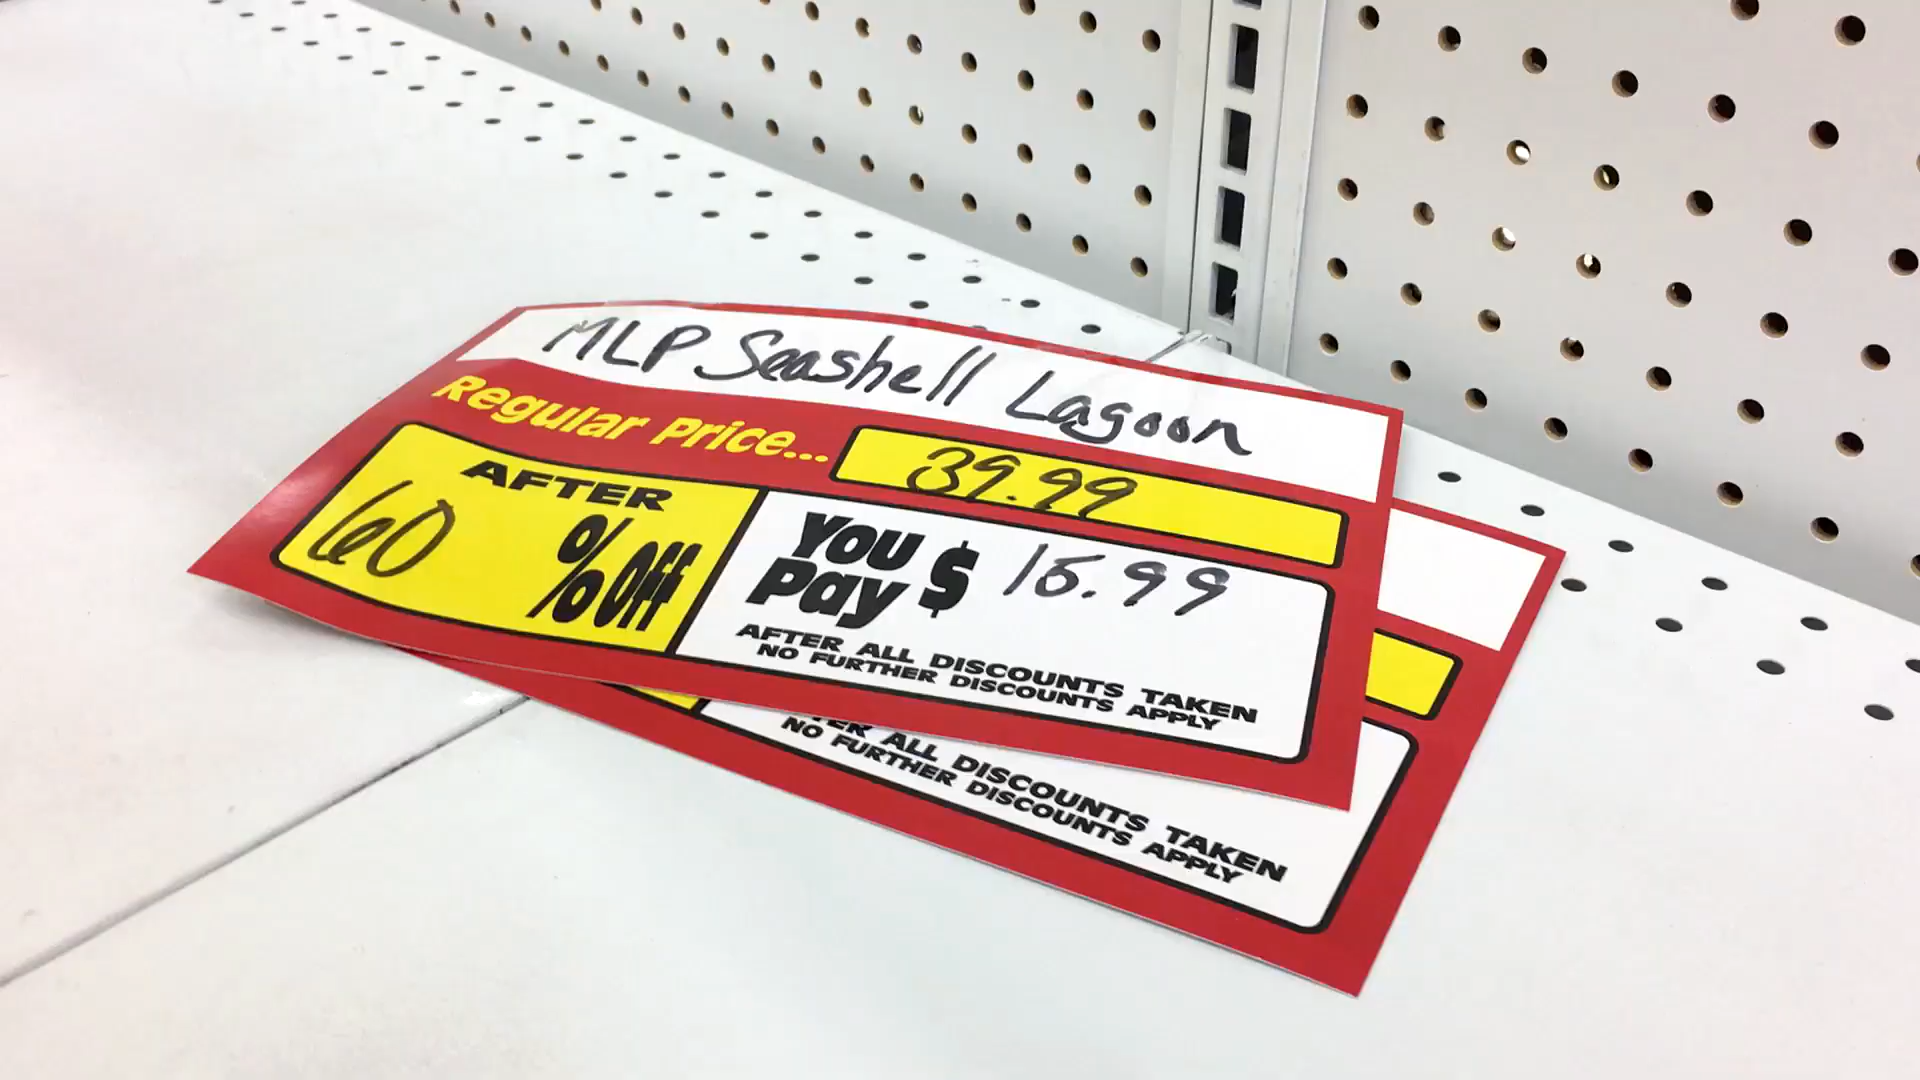 MLP Seashell Lagoon
Regular Price... 39.99
AFTER
60 % Off
You Pay $ 15.99
AFTER ALL DISCOUNTS TAKEN
NO FURTHER DISCOUNTS APPLY
AFTER ALL DISCOUNTS TAKEN
NO FURTHER DISCOUNTS APPLY